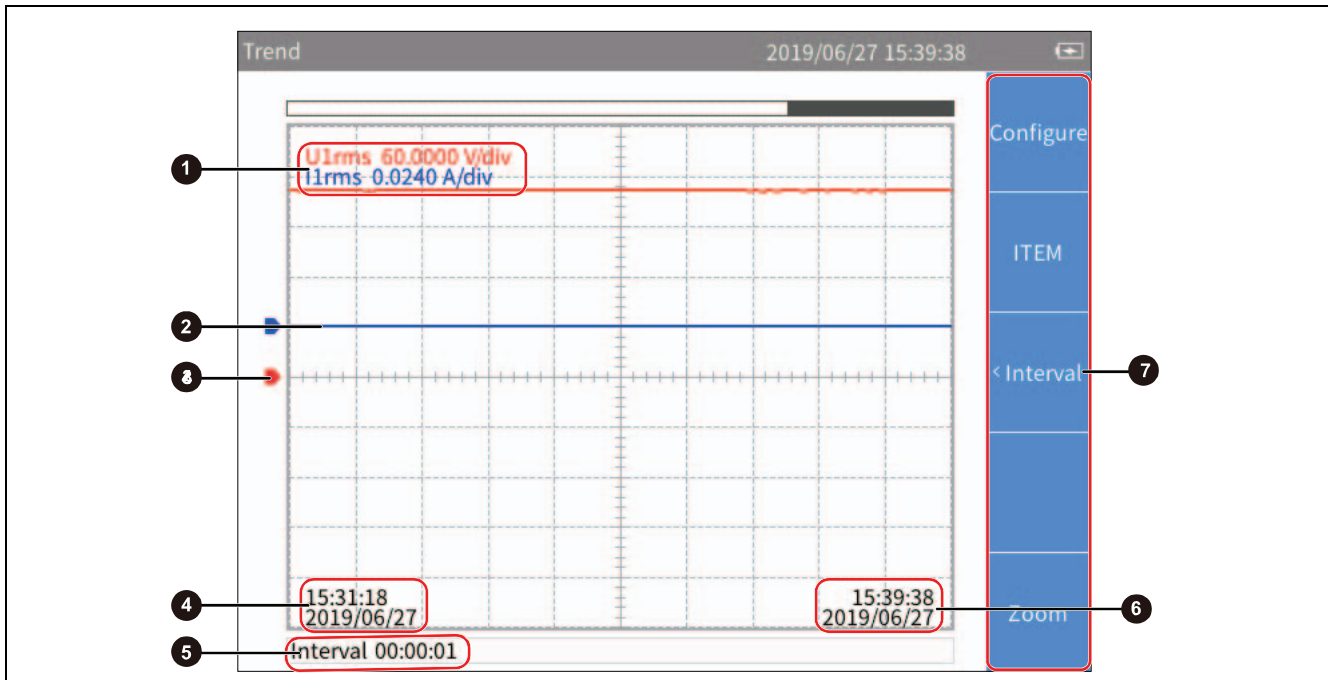 Trend 2019/06/27 15:39:38
Configure
1 U1rms 60.0000 V/div
I1rms 0.0240 A/div
ITEM
2
< Interval 7
15:31:18 15:39:38
4 2019/06/27 2019/06/27 6
Zoom
5 Interval 00:00:01